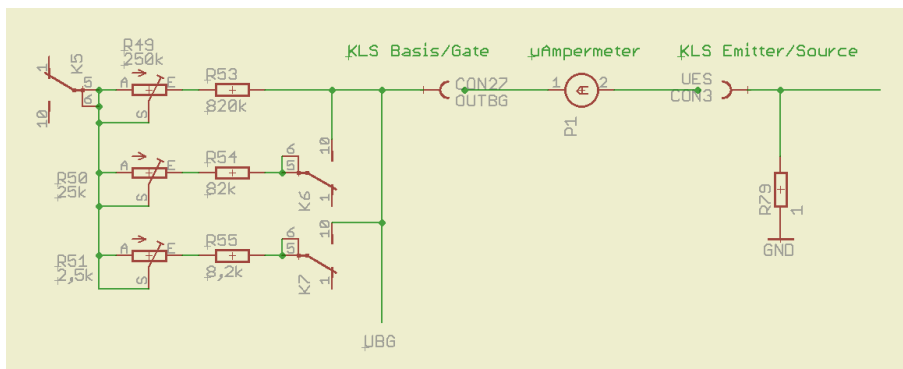 KLS Basis/Gate
µAmpermeter
KLS Emitter/Source
K5
1
5
6
10
R49
250k
A
E
S
R53
820k
CON27
OUTBG
1
2
P1
UES
CON3
R50
25k
A
E
S
R54
82k
6
5
10
1
K6
R79
1
GND
R51
2,5k
A
E
S
R55
8,2k
6
5
10
1
K7
UBG